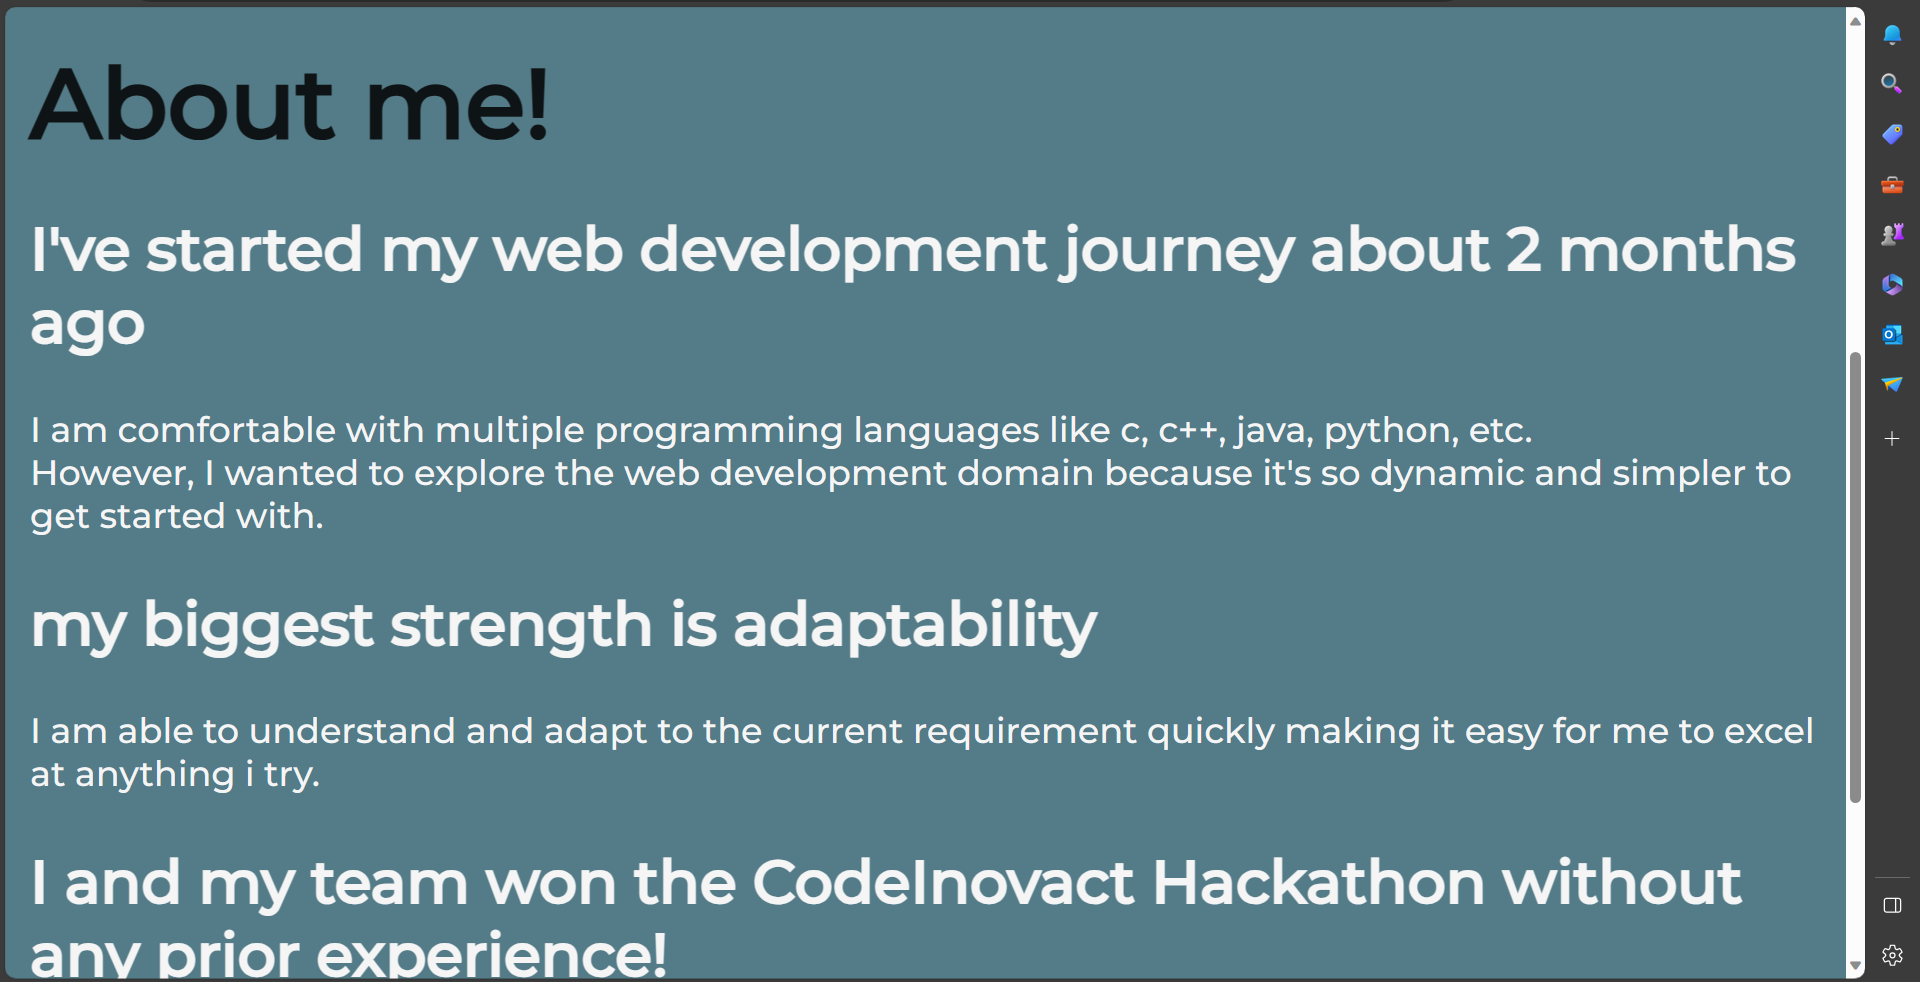 About me!
I've started my web development journey about 2 months
ago
I am comfortable with multiple programming languages like c, c++, java, python, etc.
However, I wanted to explore the web development domain because it's so dynamic and simpler to
get started with.
my biggest strength is adaptability
I am able to understand and adapt to the current requirement quickly making it easy for me to excel
at anything i try.
I and my team won the CodeInovact Hackathon without
any prior experience!